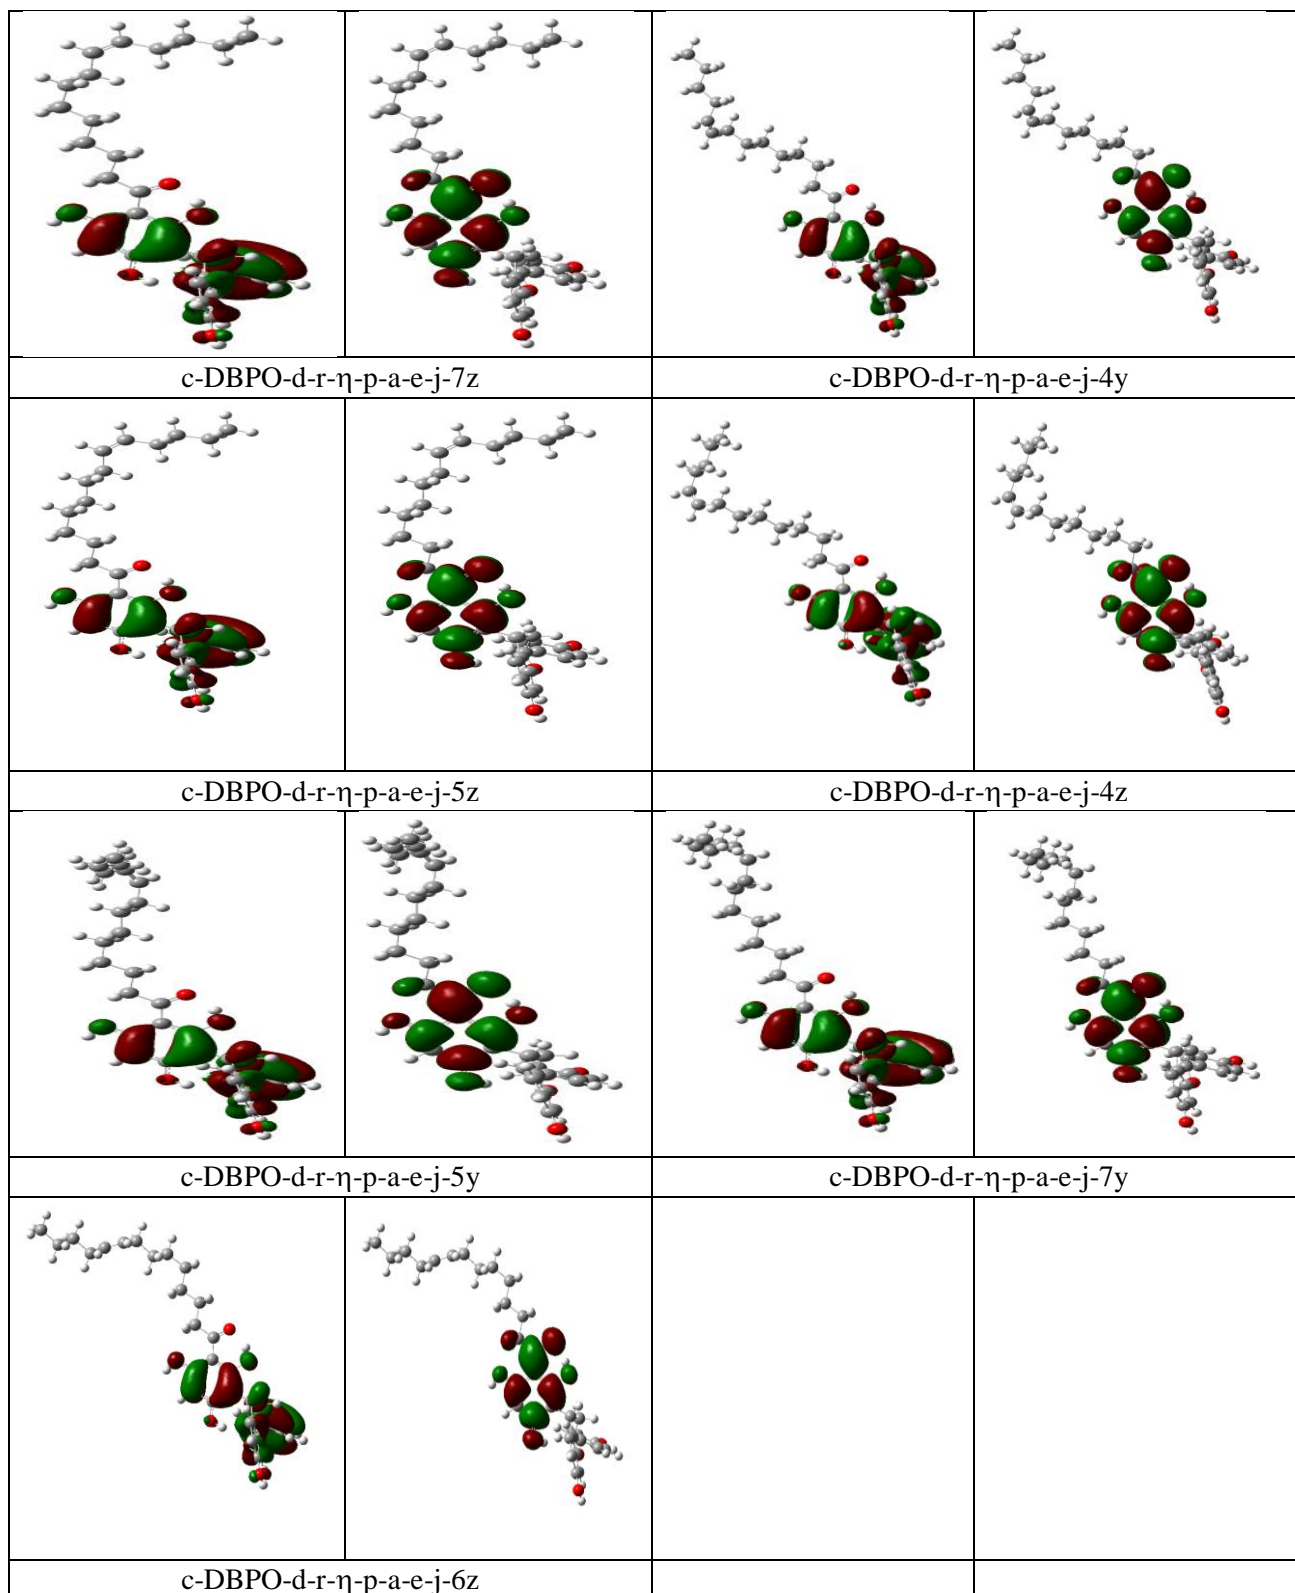 c-DBPO-d-r-η-p-a-e-j-7z
c-DBPO-d-r-η-p-a-e-j-4y
c-DBPO-d-r-η-p-a-e-j-5z
c-DBPO-d-r-η-p-a-e-j-4z
c-DBPO-d-r-η-p-a-e-j-5y
c-DBPO-d-r-η-p-a-e-j-7y
c-DBPO-d-r-η-p-a-e-j-6z